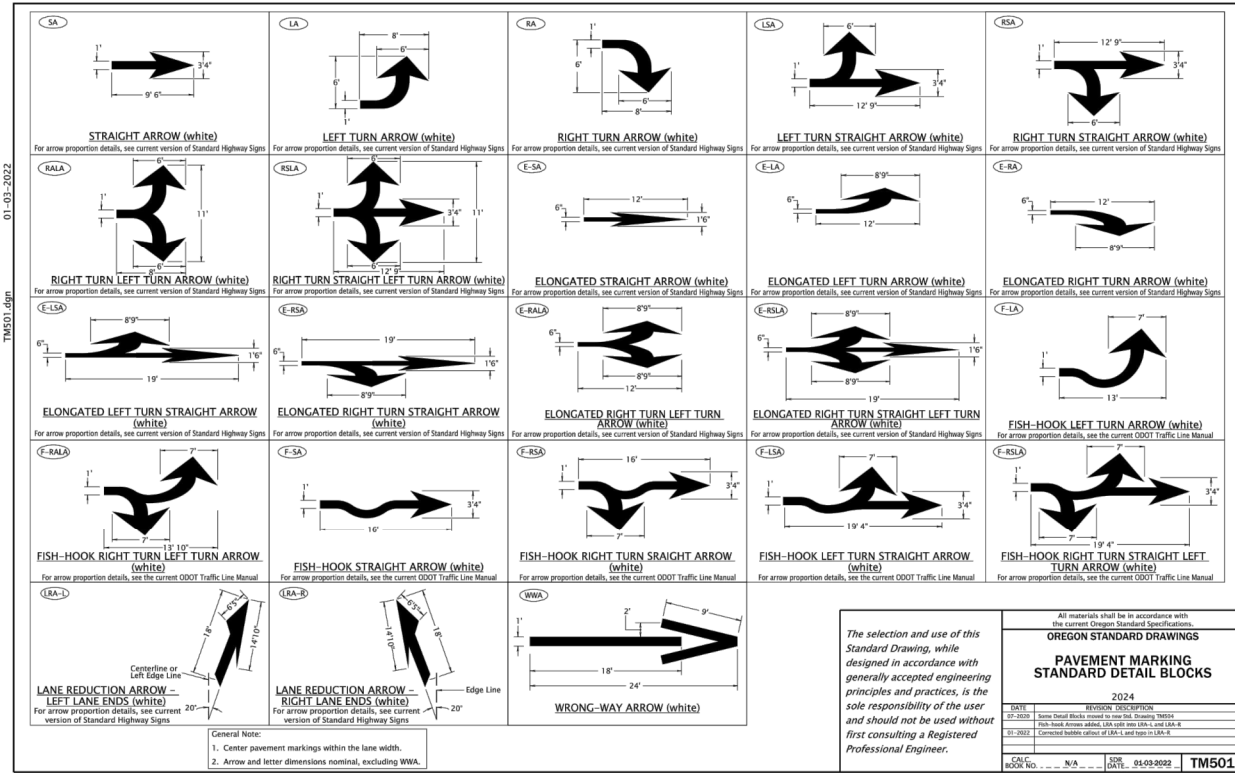 TM501.dgn 01-03-2022
SA
1'
3'4"
9' 6"
STRAIGHT ARROW (white)
For arrow proportion details, see current version of Standard Highway Signs
LA
8'
6'
6'
1'
LEFT TURN ARROW (white)
For arrow proportion details, see current version of Standard Highway Signs
RA
1'
6'
6'
8'
RIGHT TURN ARROW (white)
For arrow proportion details, see current version of Standard Highway Signs
LSA
6'
1'
3'4"
12' 9"
LEFT TURN STRAIGHT ARROW (white)
For arrow proportion details, see current version of Standard Highway Signs
RSA
12' 9"
1'
3'4"
6'
RIGHT TURN STRAIGHT ARROW (white)
For arrow proportion details, see current version of Standard Highway Signs
RALA
6'
1'
11'
6'
8'
RIGHT TURN LEFT TURN ARROW (white)
For arrow proportion details, see current version of Standard Highway Signs
RSLA
6'
1'
3'4"
11'
6'
12' 9"
RIGHT TURN STRAIGHT LEFT TURN ARROW (white)
For arrow proportion details, see current version of Standard Highway Signs
E-SA
12'
6"
1'6"
ELONGATED STRAIGHT ARROW (white)
For arrow proportion details, see current version of Standard Highway Signs
E-LA
8'9"
6"
12'
ELONGATED LEFT TURN ARROW (white)
For arrow proportion details, see current version of Standard Highway Signs
E-RA
6"
12'
8'9"
ELONGATED RIGHT TURN ARROW (white)
For arrow proportion details, see current version of Standard Highway Signs
E-LSA
8'9"
6"
1'6"
19'
ELONGATED LEFT TURN STRAIGHT ARROW
(white)
For arrow proportion details, see current version of Standard Highway Signs
E-RSA
19'
6"
1'6"
8'9"
ELONGATED RIGHT TURN STRAIGHT ARROW
(white)
For arrow proportion details, see current version of Standard Highway Signs
E-RALA
8'9"
6"
8'9"
12'
ELONGATED RIGHT TURN LEFT TURN
ARROW (white)
For arrow proportion details, see current version of Standard Highway Signs
E-RSLA
8'9"
6"
1'6"
8'9"
19'
ELONGATED RIGHT TURN STRAIGHT LEFT TURN
ARROW (white)
For arrow proportion details, see current version of Standard Highway Signs
F-LA
7'
1'
13'
FISH-HOOK LEFT TURN ARROW (white)
For arrow proportion details, see the current ODOT Traffic Line Manual
F-RALA
7'
1'
7'
13' 10"
FISH-HOOK RIGHT TURN LEFT TURN ARROW
(white)
For arrow proportion details, see the current ODOT Traffic Line Manual
F-SA
1'
3'4"
16'
FISH-HOOK STRAIGHT ARROW (white)
For arrow proportion details, see the current ODOT Traffic Line Manual
F-RSA
16'
1'
3'4"
7'
FISH-HOOK RIGHT TURN SRAIGHT ARROW
(white)
For arrow proportion details, see the current ODOT Traffic Line Manual
F-LSA
7'
1'
3'4"
19' 4"
FISH-HOOK LEFT TURN STRAIGHT ARROW
(white)
For arrow proportion details, see the current ODOT Traffic Line Manual
F-RSLA
7'
1'
3'4"
7'
19' 4"
FISH-HOOK RIGHT TURN STRAIGHT LEFT
TURN ARROW (white)
For arrow proportion details, see the current ODOT Traffic Line Manual
LRA-L
6'5"
18'
14'10"
Centerline or
Left Edge Line
20°
LANE REDUCTION ARROW -
LEFT LANE ENDS (white)
For arrow proportion details, see current
version of Standard Highway Signs
LRA-R
6'5"
14'10"
18'
Edge Line
20°
LANE REDUCTION ARROW -
RIGHT LANE ENDS (white)
For arrow proportion details, see current
version of Standard Highway Signs
WWA
2'
9'
1'
18'
24'
WRONG-WAY ARROW (white)
General Note:
1. Center pavement markings within the lane width.
2. Arrow and letter dimensions nominal, excluding WWA.
The selection and use of this
Standard Drawing, while
designed in accordance with
generally accepted engineering
principles and practices, is the
sole responsibility of the user
and should not be used without
first consulting a Registered
Professional Engineer.
All materials shall be in accordance with
the current Oregon Standard Specifications.
OREGON STANDARD DRAWINGS
PAVEMENT MARKING
STANDARD DETAIL BLOCKS
2024
DATE REVISION DESCRIPTION
07-2020 Some Detail Blocks moved to new Std. Drawing TM504
Fish-hook Arrows added, LRA split into LRA-L and LRA-R
01-2022 Corrected bubble callout of LRA-L and typo in LRA-R
CALC. BOOK NO. N/A SDR DATE 01-03-2022 TM501